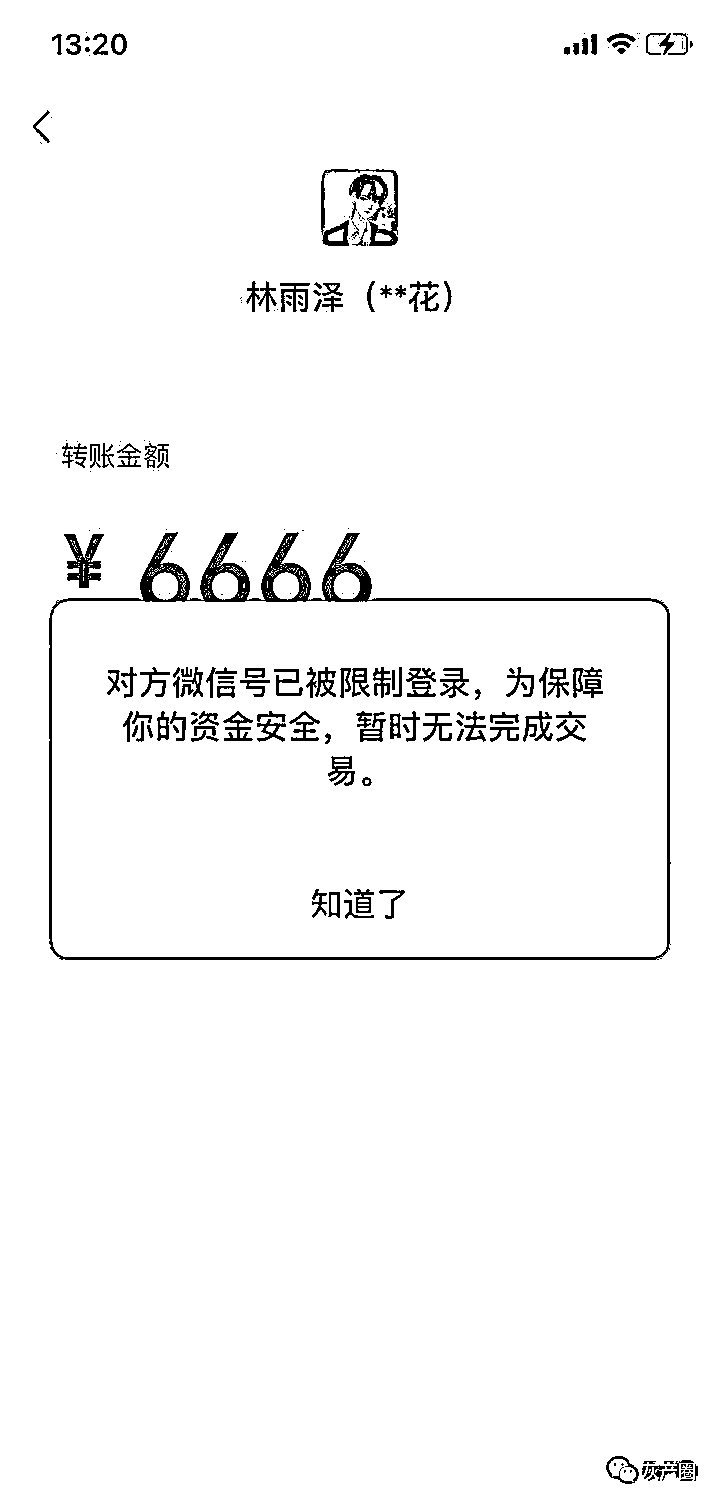 13:20
林雨泽（**花）
转账金额
¥ 6666
对方微信号已被限制登录，为保障
你的资金安全，暂时无法完成交
易。
知道了
灰产圈